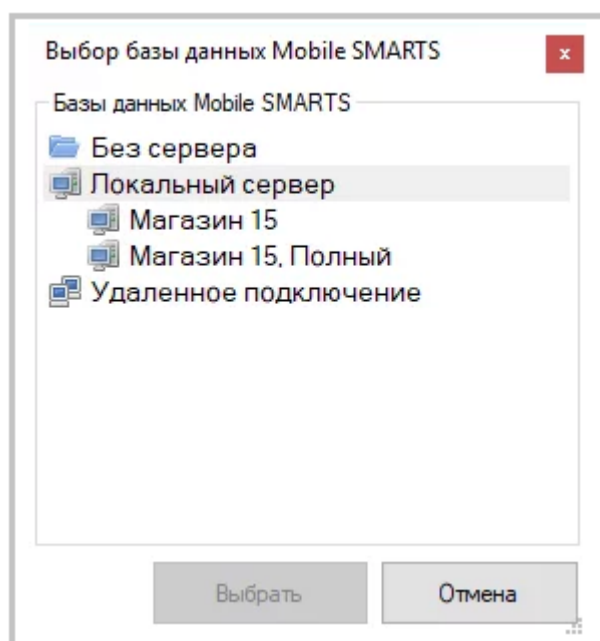 Выбор базы данных Mobile SMARTS
x
Базы данных Mobile SMARTS
Без сервера
Локальный сервер
Магазин 15
Магазин 15, Полный
Удаленное подключение
Выбрать
Отмена